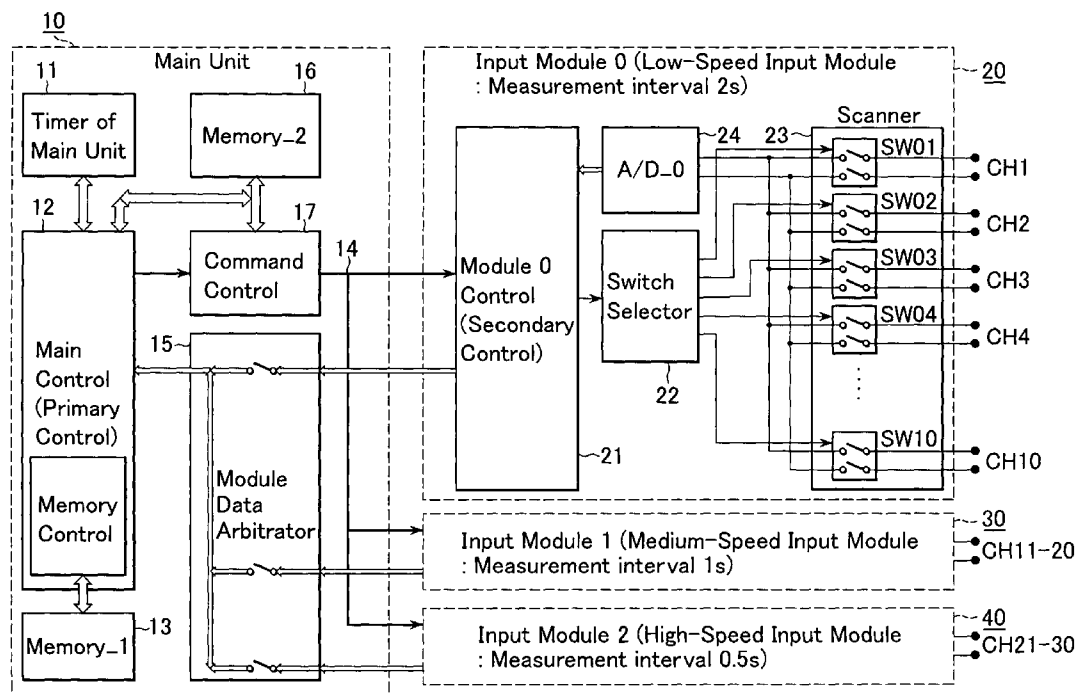 10
Main Unit
11
Timer of
Main Unit
16
Memory_2
12
17
Command
Control
14
15
Main
Control
(Primary
Control)
Memory
Control
Module
Data
Arbitrator
Memory_1
13
Input Module 0 (Low-Speed Input Module
: Measurement interval 2s)
20
Module 0
Control
(Secondary
Control)
21
A/D_0
24
Switch
Selector
22
23
Scanner
SW01
CH1
SW02
CH2
SW03
CH3
SW04
CH4
SW10
CH10
Input Module 1 (Medium-Speed Input Module
: Measurement interval 1s)
30
CH11-20
Input Module 2 (High-Speed Input Module
: Measurement interval 0.5s)
40
CH21-30